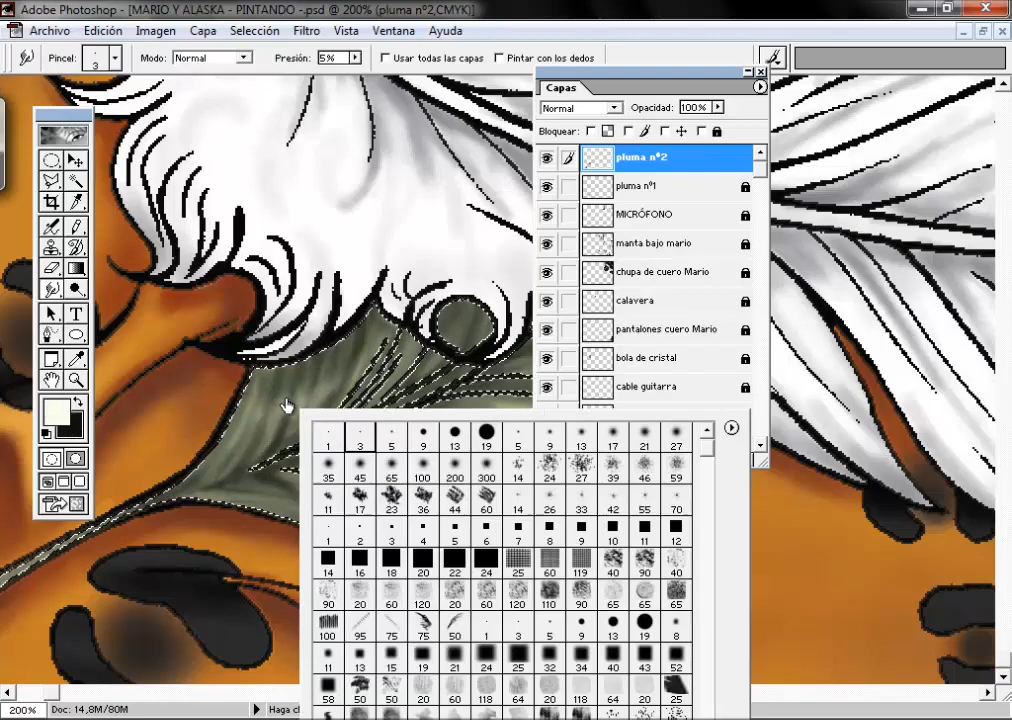 Adobe Photoshop - [MARIO Y ALASKA - PINTANDO -.psd @ 200% (pluma nº2,CMYK)]
Archivo Edición Imagen Capa Selección Filtro Vista Ventana Ayuda
Pincel: 3 Modo: Normal Presión: 5% Usar todas las capas Pintar con los dedos
Capas
Normal Opacidad: 100%
Bloquear:
pluma nº2
pluma nº1
MICRÓFONO
manta bajo mario
chupa de cuero Mario
calavera
pantalones cuero Mario
bola de cristal
cable guitarra
1 3 5 9 13 19 5 9 13 17 21 27
35 45 65 100 200 300 14 24 27 39 46 59
11 17 23 36 44 60 14 26 33 42 55 70
1 2 3 4 5 6 7 8 9 10 11 12
14 16 18 20 22 24 25 60 119 40 90 40
90 20 60 120 20 60 120 110 90 65 65 65
100 95 75 75 50 1 3 5 9 13 19 8
11 13 15 19 21 24 25 32 34 40 43 52
58 50 50 20 64 118 64 20 118 64 20 25
200% Doc: 14,8M/80M Haga c